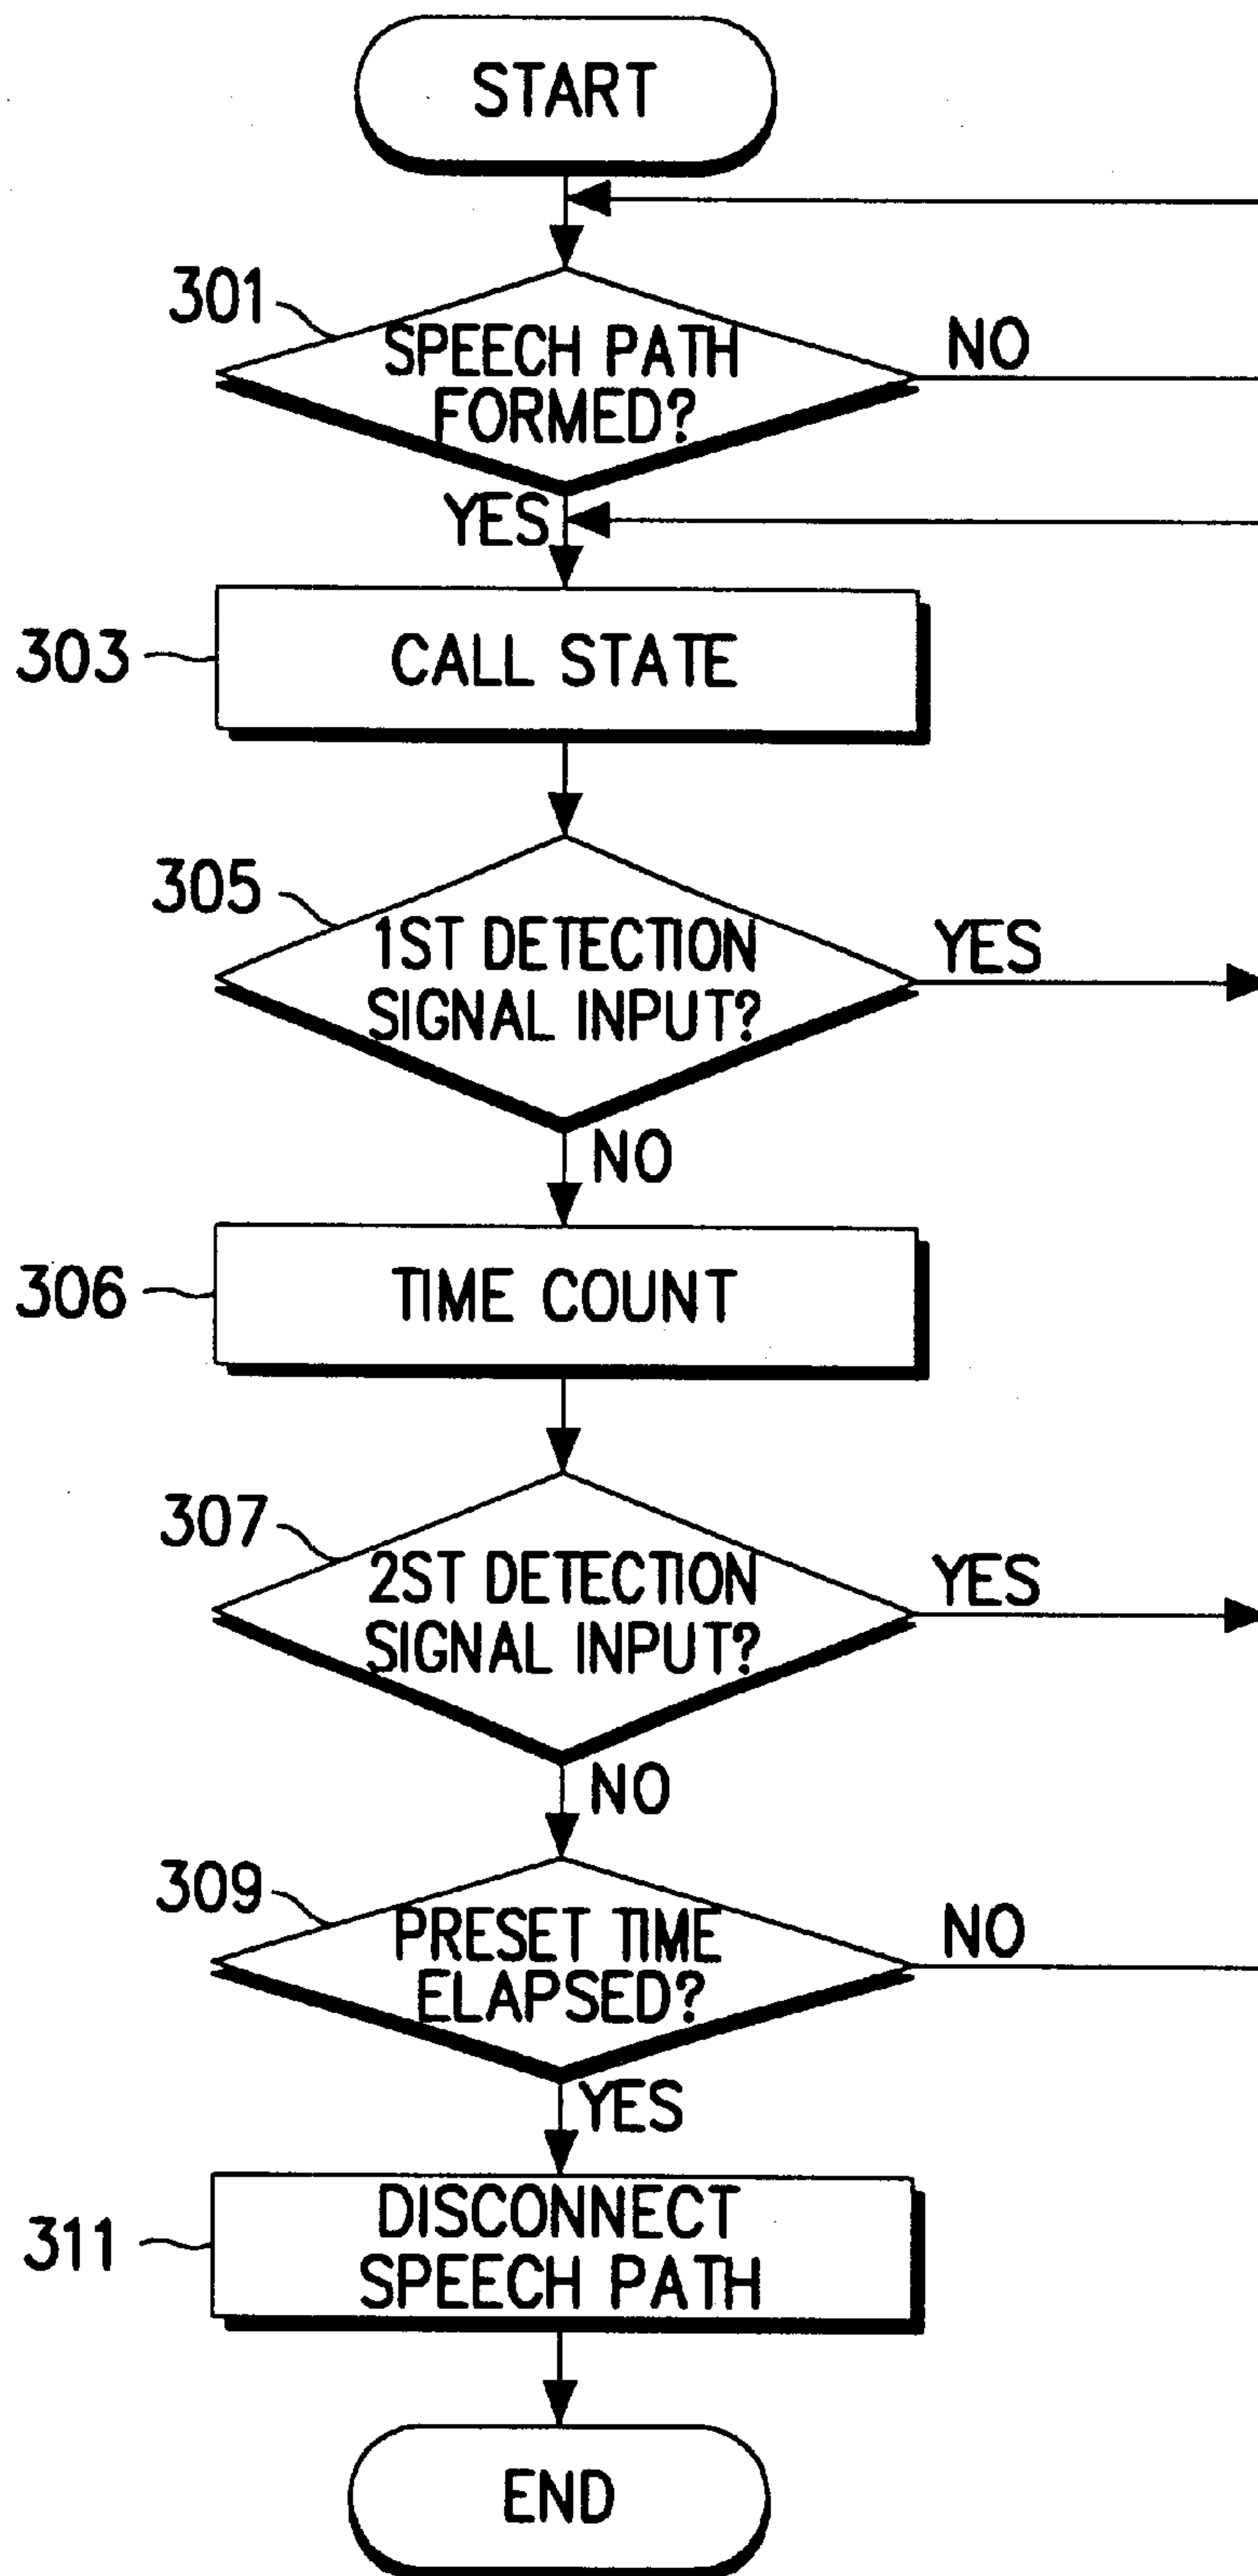 START
301
SPEECH PATH
FORMED?
NO
YES
303
CALL STATE
305
1ST DETECTION
SIGNAL INPUT?
YES
NO
306
TIME COUNT
307
2ST DETECTION
SIGNAL INPUT?
YES
NO
309
PRESET TIME
ELAPSED?
NO
YES
311
DISCONNECT
SPEECH PATH
END